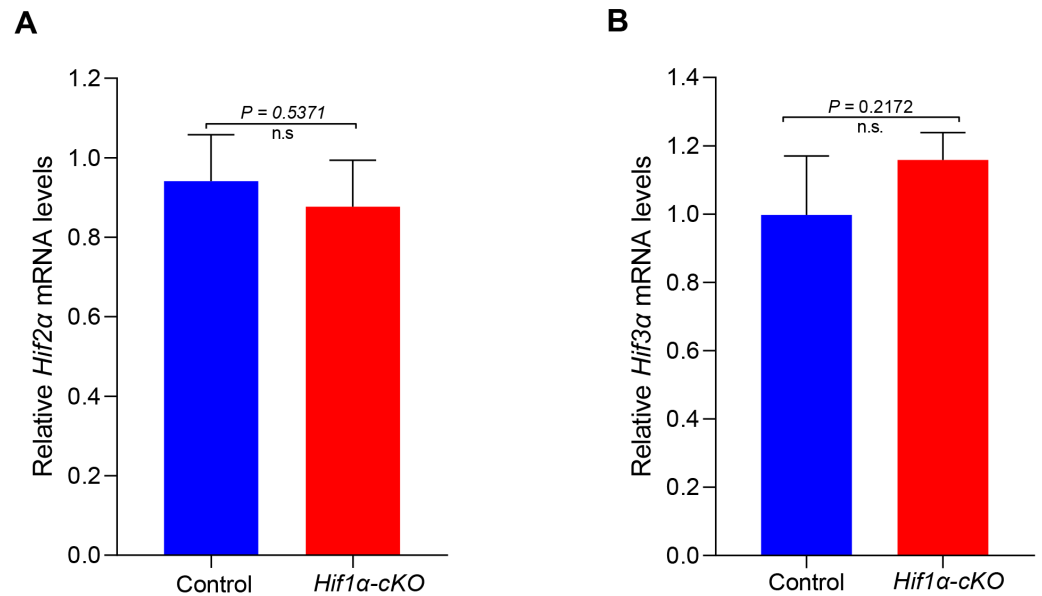 A
Relative Hif2α mRNA levels
1.2
1.0
0.8
0.6
0.4
0.2
0.0
P = 0.5371
n.s
Control
Hif1α-cKO
B
Relative Hif3α mRNA levels
1.4
1.2
1.0
0.8
0.6
0.4
0.2
0.0
P = 0.2172
n.s.
Control
Hif1α-cKO